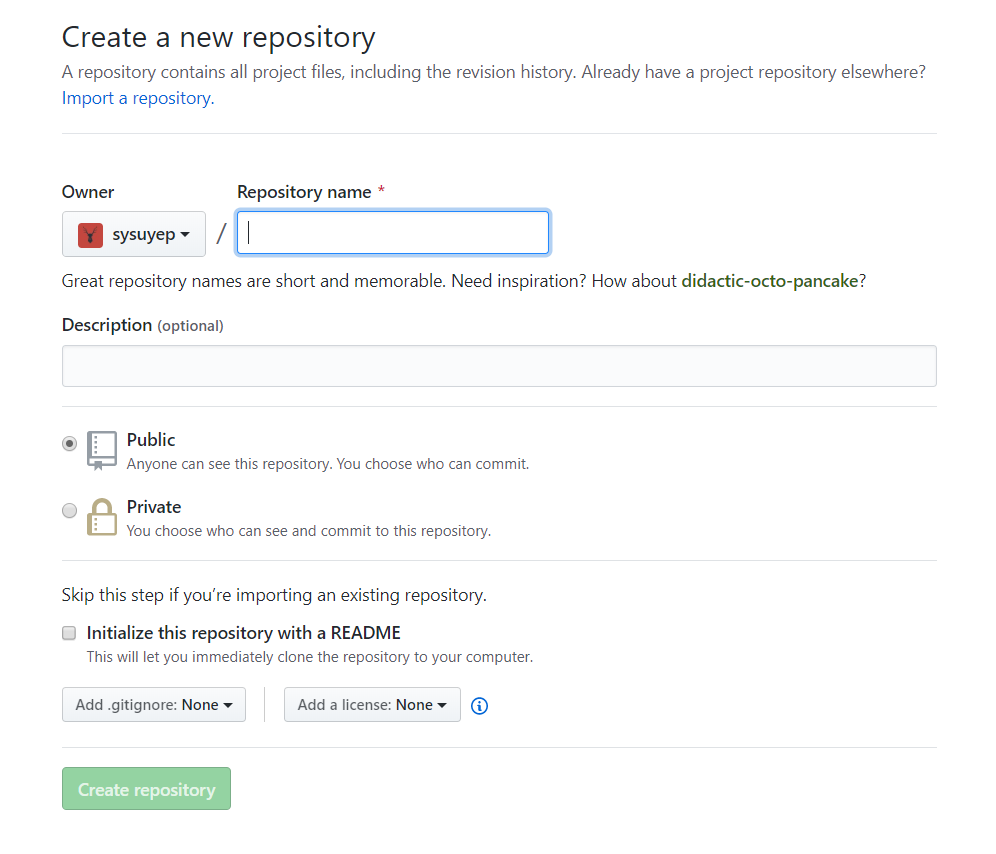 Create a new repository
A repository contains all project files, including the revision history. Already have a project repository elsewhere?
Import a repository.
Owner
Repository name *
sysuyep
/
Great repository names are short and memorable. Need inspiration? How about didactic-octo-pancake?
Description (optional)
Public
Anyone can see this repository. You choose who can commit.
Private
You choose who can see and commit to this repository.
Skip this step if you’re importing an existing repository.
Initialize this repository with a README
This will let you immediately clone the repository to your computer.
Add .gitignore: None
Add a license: None
Create repository